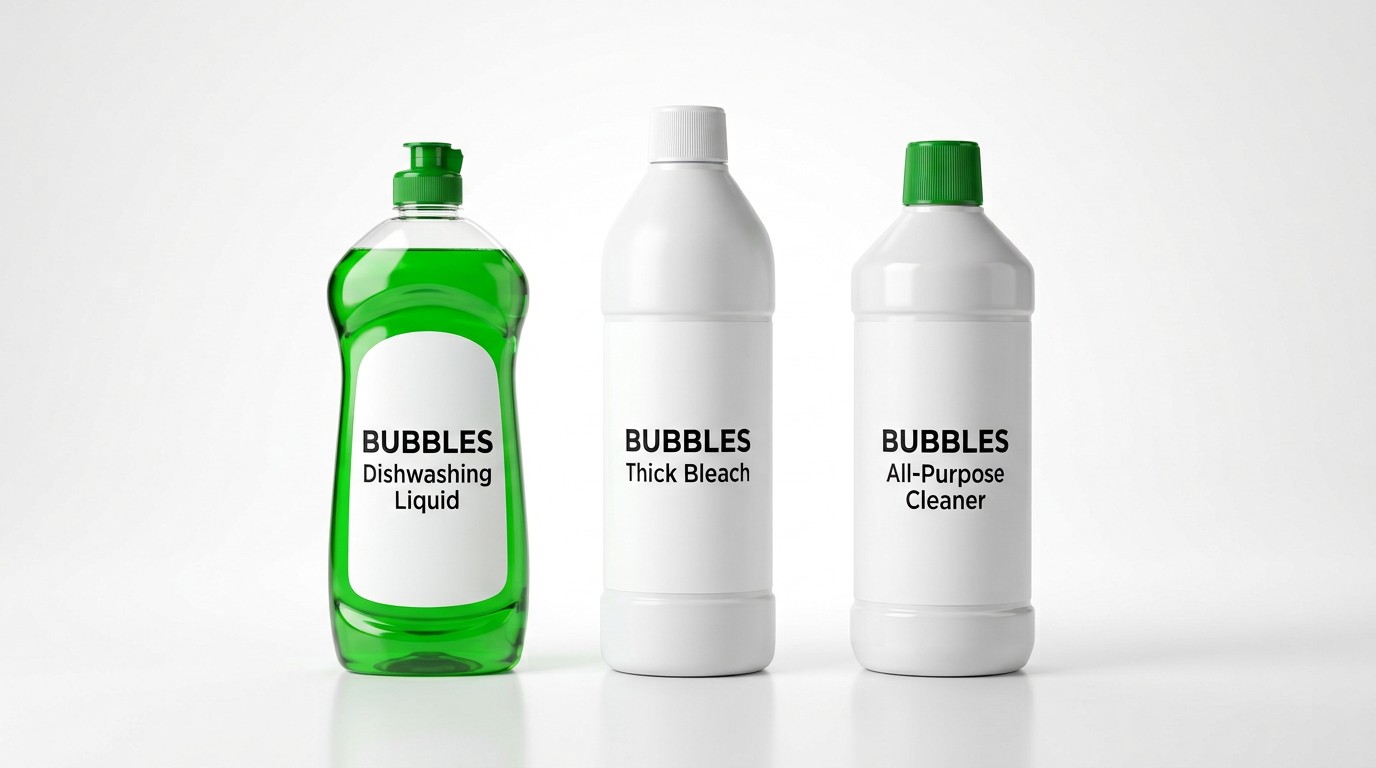 BUBBLES
Dishwashing
Liquid
BUBBLES
Thick Bleach
BUBBLES
All-Purpose
Cleaner